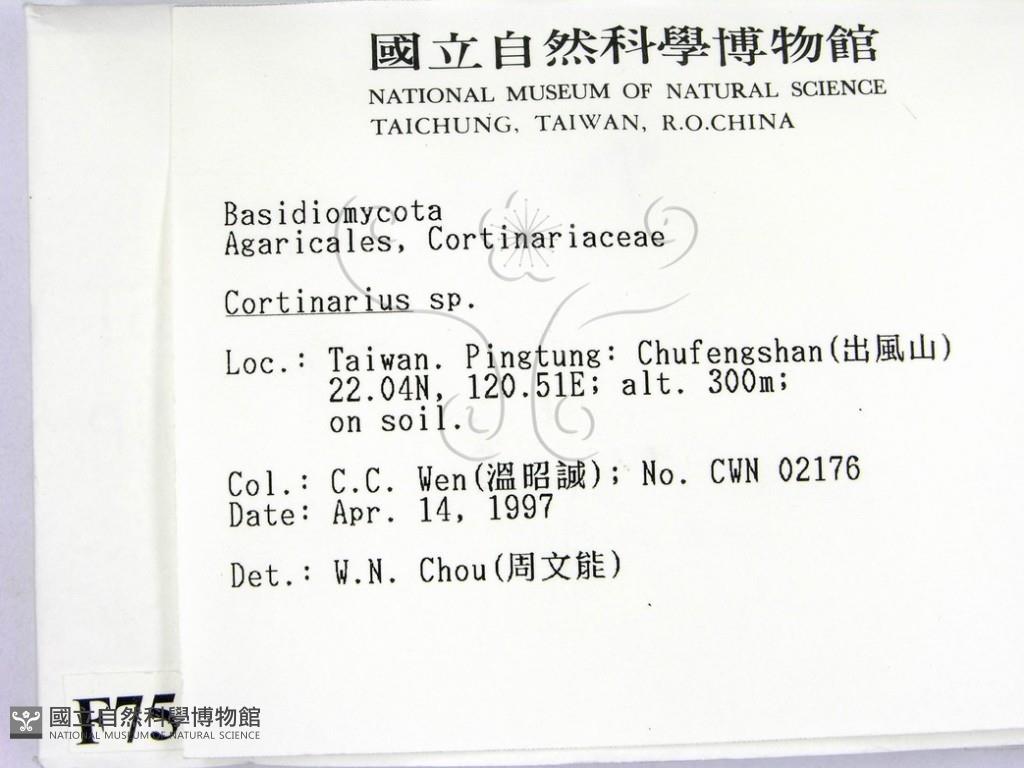 國立自然科學博物館
NATIONAL MUSEUM OF NATURAL SCIENCE
TAICHUNG, TAIWAN, R.O.CHINA
Basidiomycota
Agaricales, Cortinariaceae
Cortinarius sp.
Loc.: Taiwan. Pingtung: Chufengshan(出風山)
22.04N, 120.51E; alt. 300m;
on soil.
Col.: C.C. Wen(溫昭誠); No. CWN 02176
Date: Apr. 14, 1997
Det.: W.N. Chou(周文能)
F75
國立自然科學博物館
NATIONAL MUSEUM OF NATURAL SCIENCE